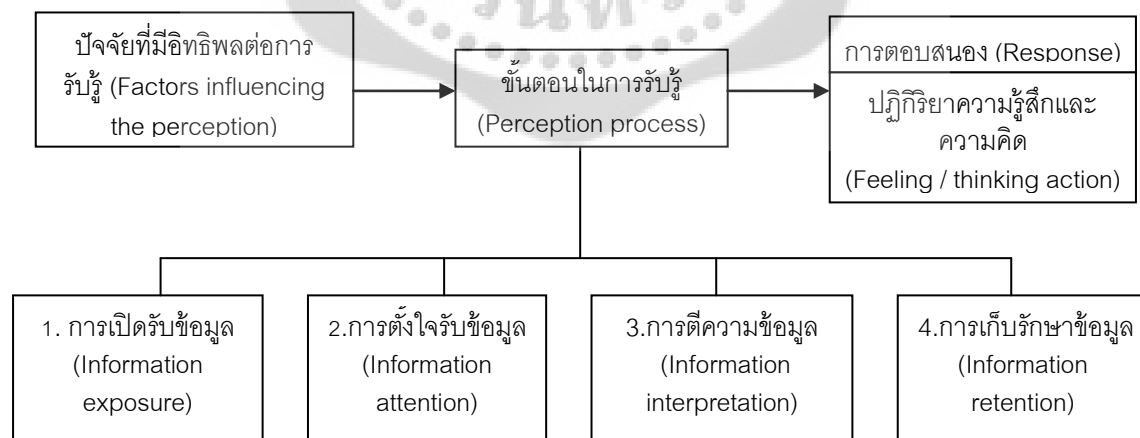 ปัจจัยที่มีอิทธิพลต่อการ
รับรู้ (Factors influencing
the perception)
ขั้นตอนในการรับรู้
(Perception process)
การตอบสนอง (Response)
ปฏิกิริยาความรู้สึกและ
ความคิด
(Feeling / thinking action)
1. การเปิดรับข้อมูล
(Information
exposure)
2.การตั้งใจรับข้อมูล
(Information
attention)
3.การตีความข้อมูล
(Information
interpretation)
4.การเก็บรักษาข้อมูล
(Information
retention)